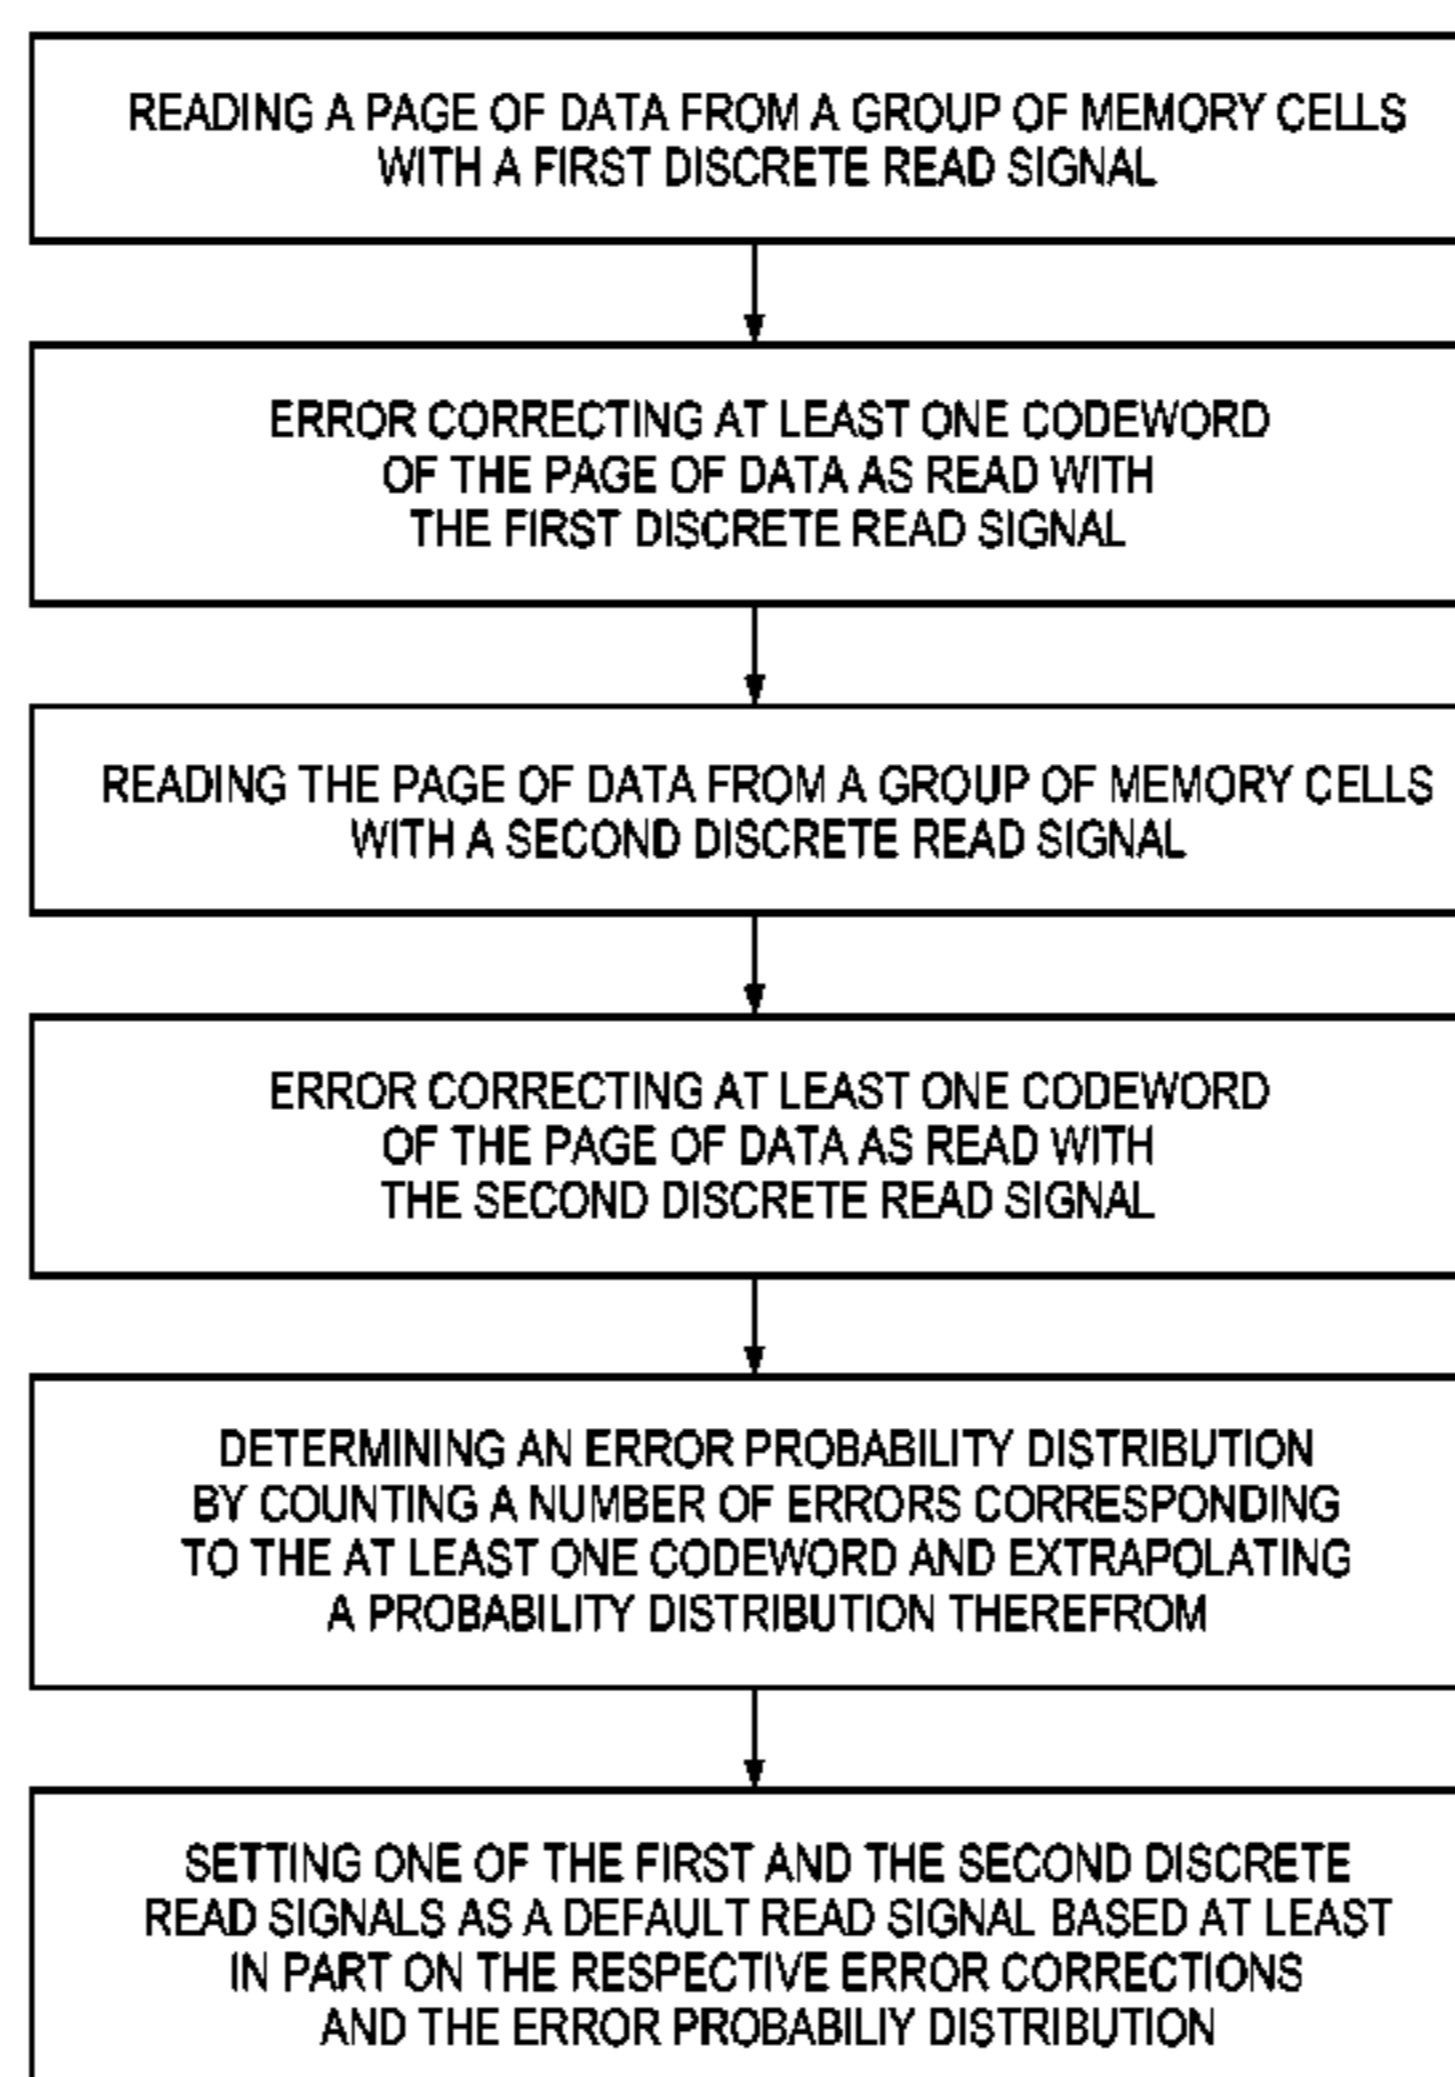 READING A PAGE OF DATA FROM A GROUP OF MEMORY CELLS
WITH A FIRST DISCRETE READ SIGNAL
ERROR CORRECTING AT LEAST ONE CODEWORD
OF THE PAGE OF DATA AS READ WITH
THE FIRST DISCRETE READ SIGNAL
READING THE PAGE OF DATA FROM A GROUP OF MEMORY CELLS
WITH A SECOND DISCRETE READ SIGNAL
ERROR CORRECTING AT LEAST ONE CODEWORD
OF THE PAGE OF DATA AS READ WITH
THE SECOND DISCRETE READ SIGNAL
DETERMINING AN ERROR PROBABILITY DISTRIBUTION
BY COUNTING A NUMBER OF ERRORS CORRESPONDING
TO THE AT LEAST ONE CODEWORD AND EXTRAPOLATING
A PROBABILITY DISTRIBUTION THEREFROM
SETTING ONE OF THE FIRST AND THE SECOND DISCRETE
READ SIGNALS AS A DEFAULT READ SIGNAL BASED AT LEAST
IN PART ON THE RESPECTIVE ERROR CORRECTIONS
AND THE ERROR PROBABILIY DISTRIBUTION